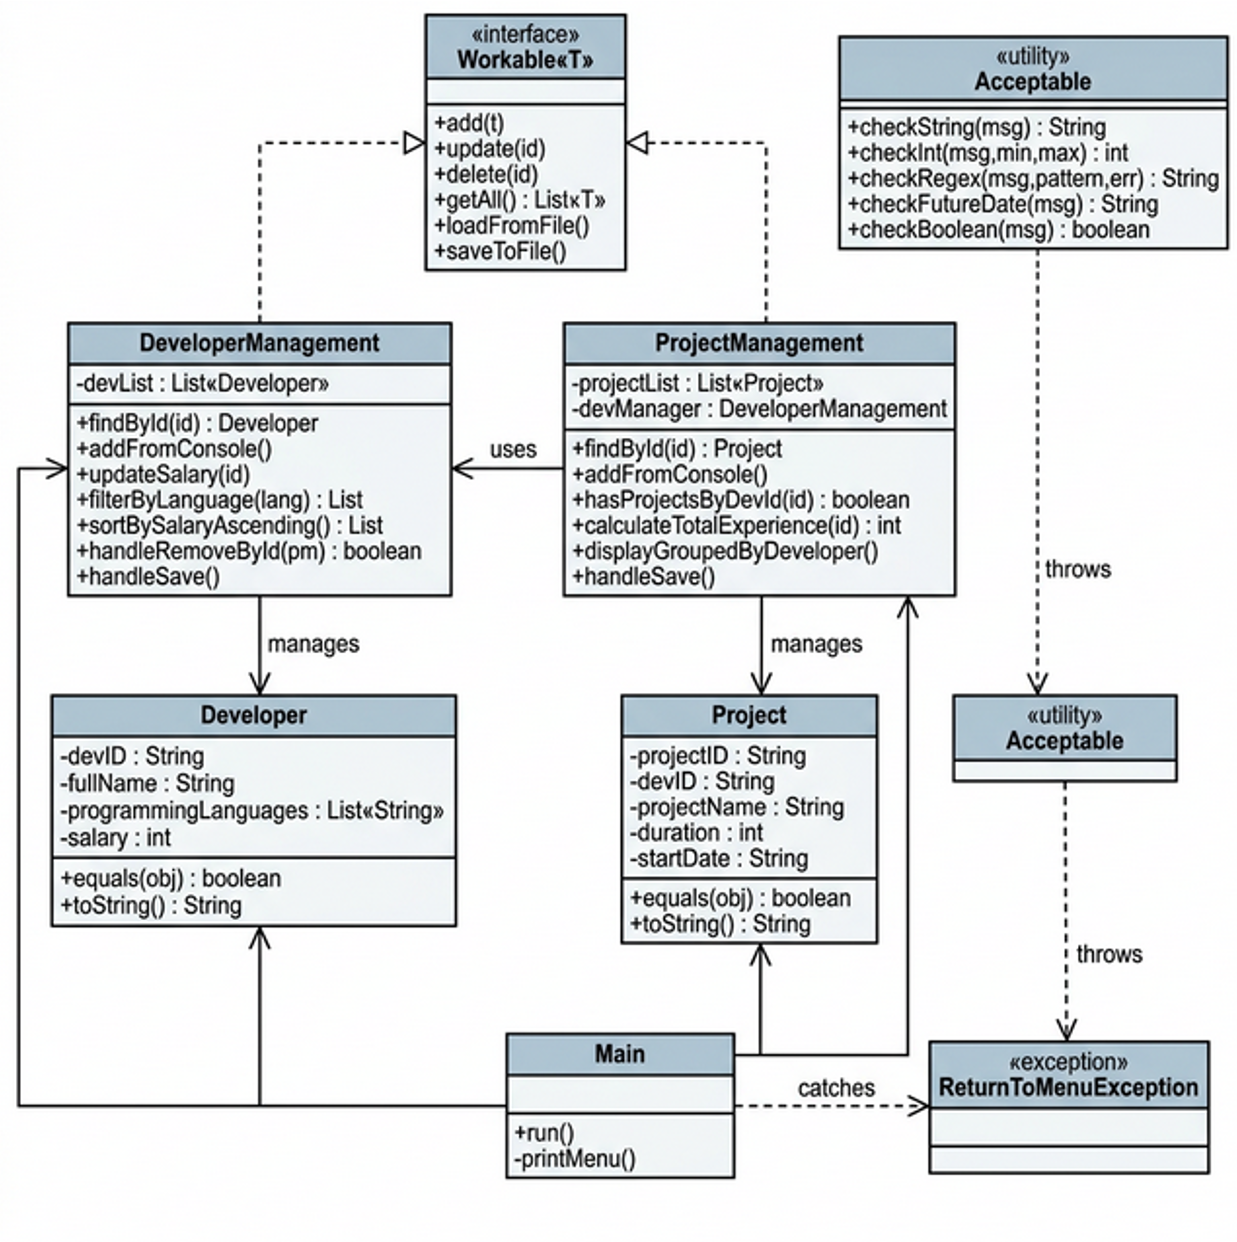 «interface»
Workable«T»
+add(t)
+update(id)
+delete(id)
+getAll() : List«T»
+loadFromFile()
+saveToFile()
«utility»
Acceptable
+checkString(msg) : String
+checkInt(msg,min,max) : int
+checkRegex(msg,pattern,err) : String
+checkFutureDate(msg) : String
+checkBoolean(msg) : boolean
DeveloperManagement
-devList : List«Developer»
+findById(id) : Developer
+addFromConsole()
+updateSalary(id)
+filterByLanguage(lang) : List
+sortBySalaryAscending() : List
+handleRemoveById(pm) : boolean
+handleSave()
uses
ProjectManagement
-projectList : List«Project»
-devManager : DeveloperManagement
+findById(id) : Project
+addFromConsole()
+hasProjectsByDevId(id) : boolean
+calculateTotalExperience(id) : int
+displayGroupedByDeveloper()
+handleSave()
throws
manages
manages
Developer
-devID : String
-fullName : String
-programmingLanguages : List«String»
-salary : int
+equals(obj) : boolean
+toString() : String
Project
-projectID : String
-devID : String
-projectName : String
-duration : int
-startDate : String
+equals(obj) : boolean
+toString() : String
«utility»
Acceptable
throws
Main
+run()
-printMenu()
catches
«exception»
ReturnToMenuException